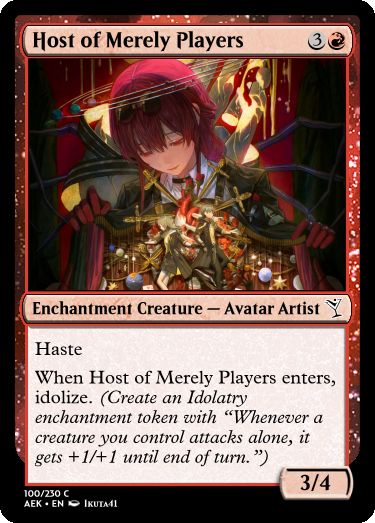 Host of Merely Players 3
Enchantment Creature — Avatar Artist
Haste
When Host of Merely Players enters,
idolize. (Create an Idolatry
enchantment token with “Whenever a
creature you control attacks alone, it
gets +1/+1 until end of turn.”)
3/4
100/230 C
AEK • EN Ikuta41